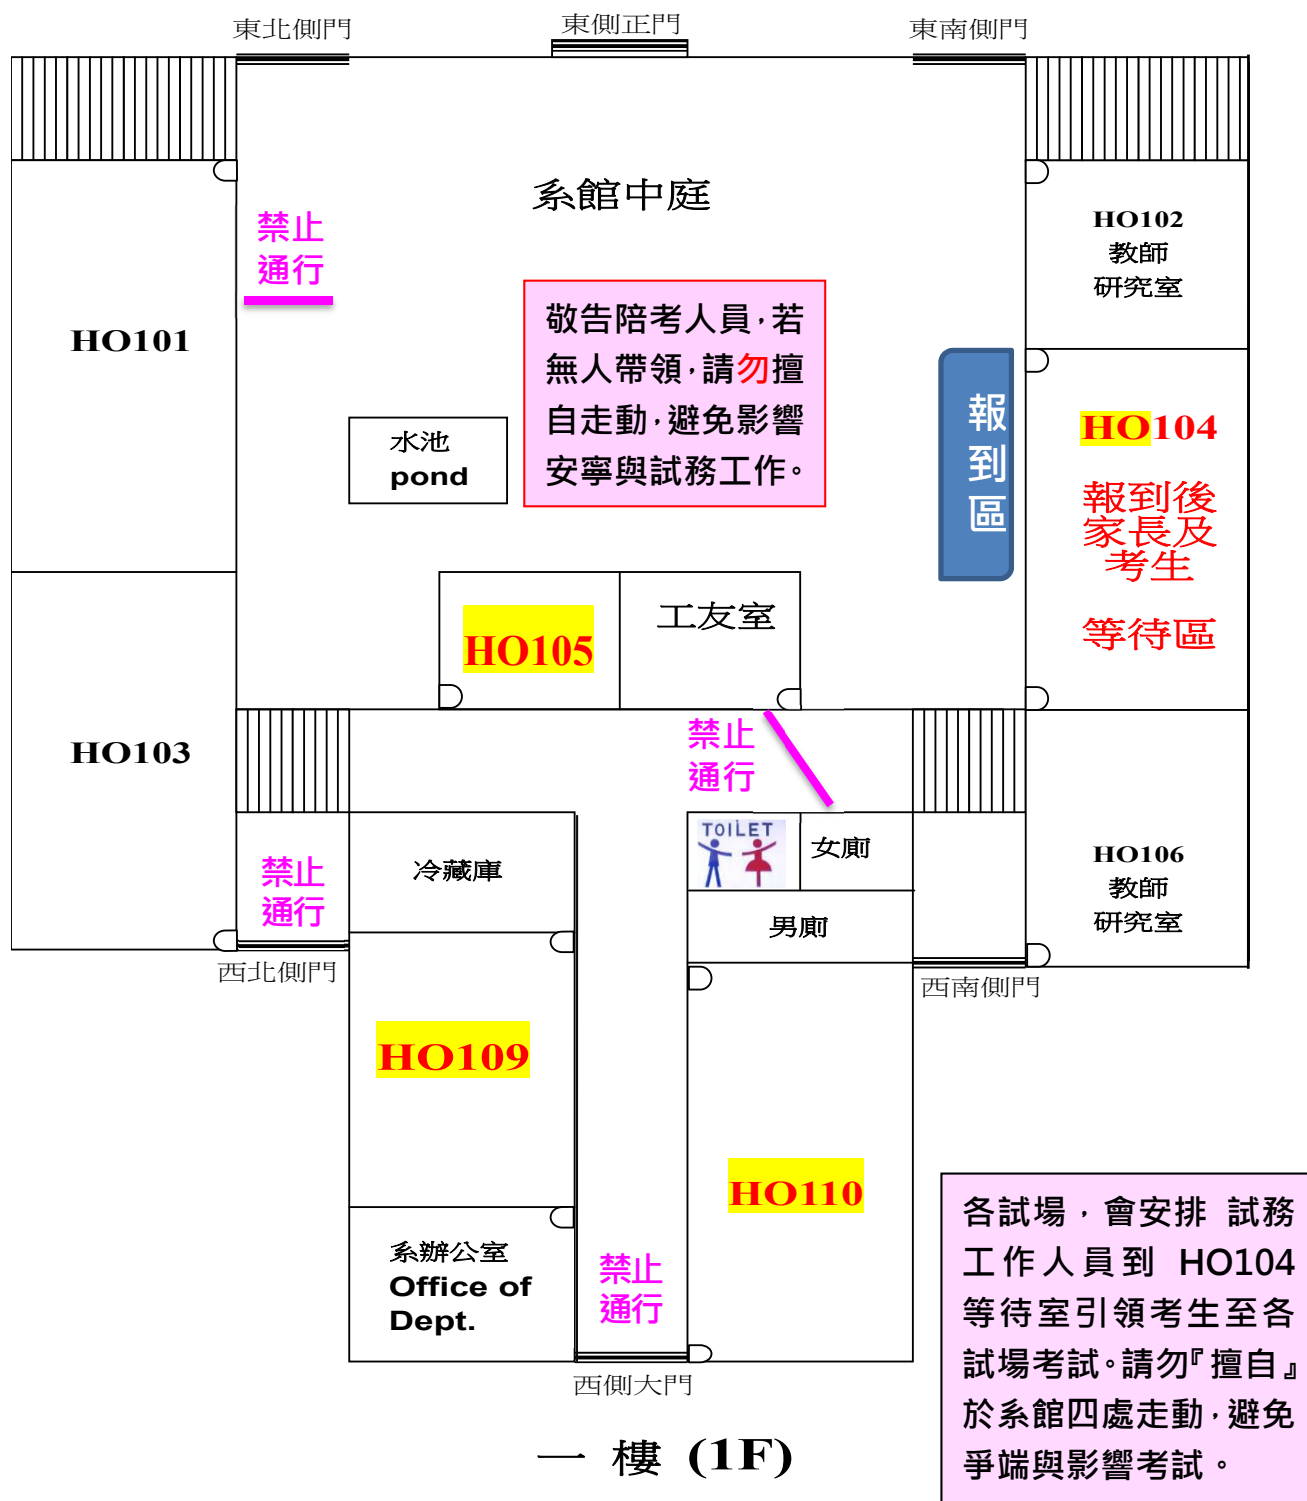 東北側門
東側正門
東南側門
系館中庭
禁止
通行
HO102
教師
研究室
HO101
敬告陪考人員，若
無人帶領，請勿擅
自走動，避免影響
安寧與試務工作。
報
到
區
HO104
報到後
家長及
考生
等待區
水池
pond
HO105
工友室
HO103
禁止
通行
TOILET
女廁
男廁
冷藏庫
禁止
通行
HO106
教師
研究室
西北側門
西南側門
HO109
HO110
系辦公室
Office of
Dept.
禁止
通行
西側大門
各試場，會安排 試務
工作人員到 HO104
等待室引領考生至各
試場考試。請勿『擅自』
於系館四處走動，避免
爭端與影響考試。
一 樓 (1F)